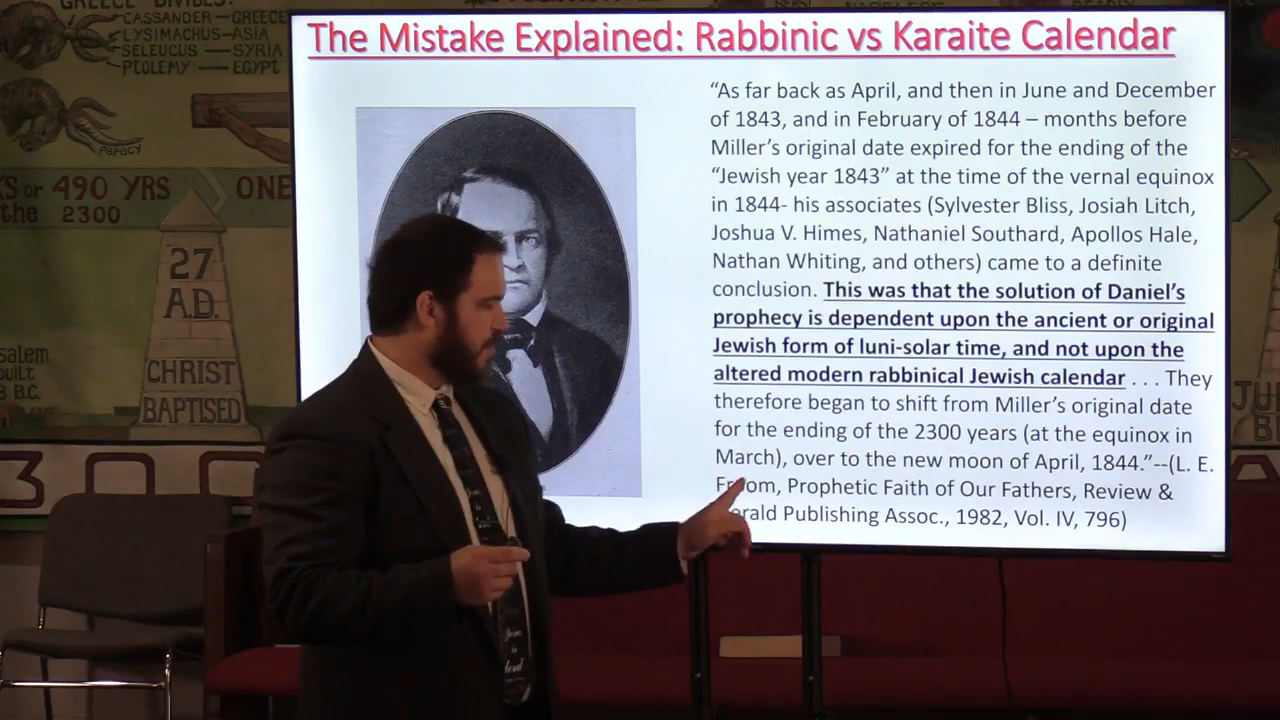 GREECE DIVIDES:
CASSANDER — GREECE
LYSIMACHUS — ASIA
SELEUCUS — SYRIA
PTOLEMY — EGYPT
PAPACY
OR 490 YRS
ONE
the 2300
27
A.D.
CHRIST
BAPTISED
B.C.
300
The Mistake Explained: Rabbinic vs Karaite Calendar
“As far back as April, and then in June and December
of 1843, and in February of 1844 – months before
Miller’s original date expired for the ending of the
“Jewish year 1843” at the time of the vernal equinox
in 1844- his associates (Sylvester Bliss, Josiah Litch,
Joshua V. Himes, Nathaniel Southard, Apollos Hale,
Nathan Whiting, and others) came to a definite
conclusion. This was that the solution of Daniel’s
prophecy is dependent upon the ancient or original
Jewish form of luni-solar time, and not upon the
altered modern rabbinical Jewish calendar . . . They
therefore began to shift from Miller’s original date
for the ending of the 2300 years (at the equinox in
March), over to the new moon of April, 1844.”--(L. E.
Prophetic Faith of Our Fathers, Review &
Publishing Assoc., 1982, Vol. IV, 796)
Jesus
is
Lord